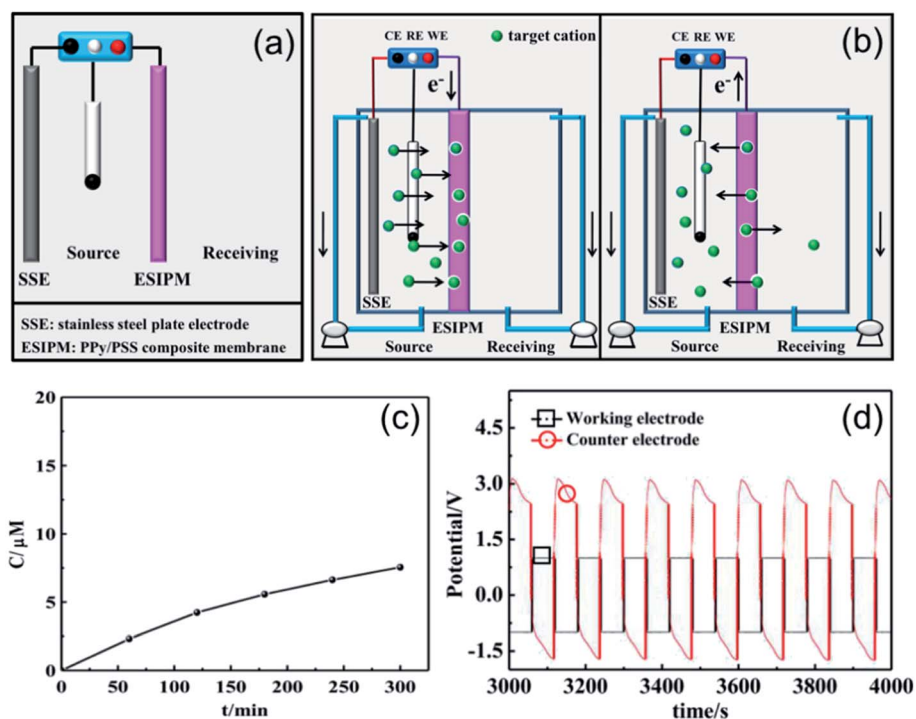 (a)
Source
Receiving
SSE
ESIPM
SSE: stainless steel plate electrode
ESIPM: PPy/PSS composite membrane
CE RE WE
target cation
(b)
e-
SSE
ESIPM
Source
Receiving
CE RE WE
e-
SSE
ESIPM
Source
Receiving
(c)
20
15
10
5
0
C/ μM
0 50 100 150 200 250 300
t/min
(d)
Working electrode
Counter electrode
4.5
3.0
1.5
0.0
-1.5
Potential/V
3000 3200 3400 3600 3800 4000
time/s